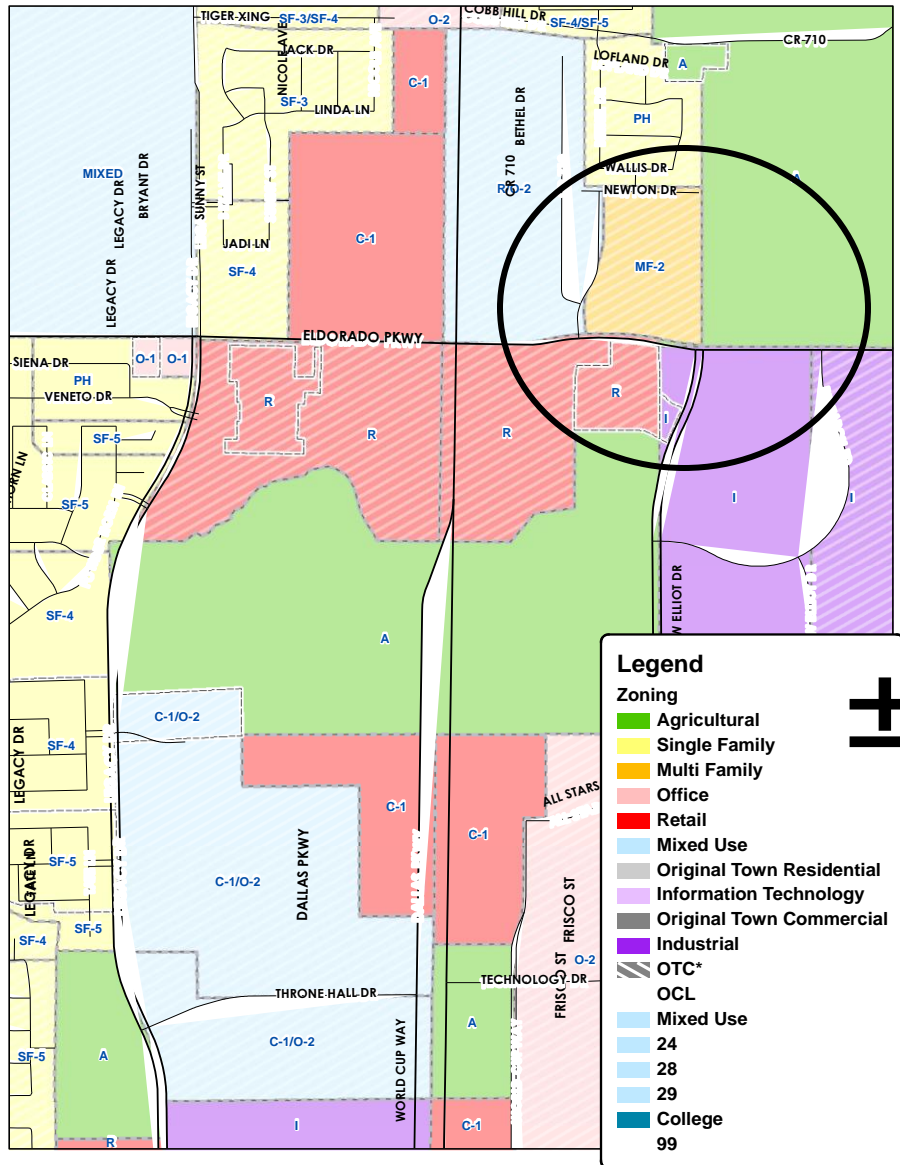 TIGER XING
SF-3/SF-4
O-2
COBB HILL DR
SF-4/SF-5
CR 710
JACK DR
NICOLE AVE
LOFLAND DR
A
C-1
SF-3
LINDA LN
BETHEL DR
PH
MIXED
LEGACY DR
BRYANT DR
SUNNY ST
CR 710
WALLIS DR
A
NEWTON DR
C-1
JADI LN
SF-4
MF-2
LEGACY DR
ELDORADO PKWY
SIENA DR
O-1
O-1
PH
VENETO DR
R
R
R
R
I
SF-5
SF-5
I
I
SF-4
A
W ELLIOT DR
C-1/O-2
SF-4
LEGACY DR
C-1
C-1
ALL STARS
SF-5
LEGACY DR
C-1/O-2
DALLAS PKWY
DALLAS PKWY
SF-5
SF-4
FRISCO ST
FRISCO ST
O-2
TECHNOLOGY DR
THRONE HALL DR
A
C-1/O-2
WORLD CUP WAY
SF-5
A
I
C-1
R
Legend
Zoning
Agricultural
Single Family
Multi Family
Office
Retail
Mixed Use
Original Town Residential
Information Technology
Original Town Commercial
Industrial
OTC*
OCL
Mixed Use
24
28
29
College
99
±